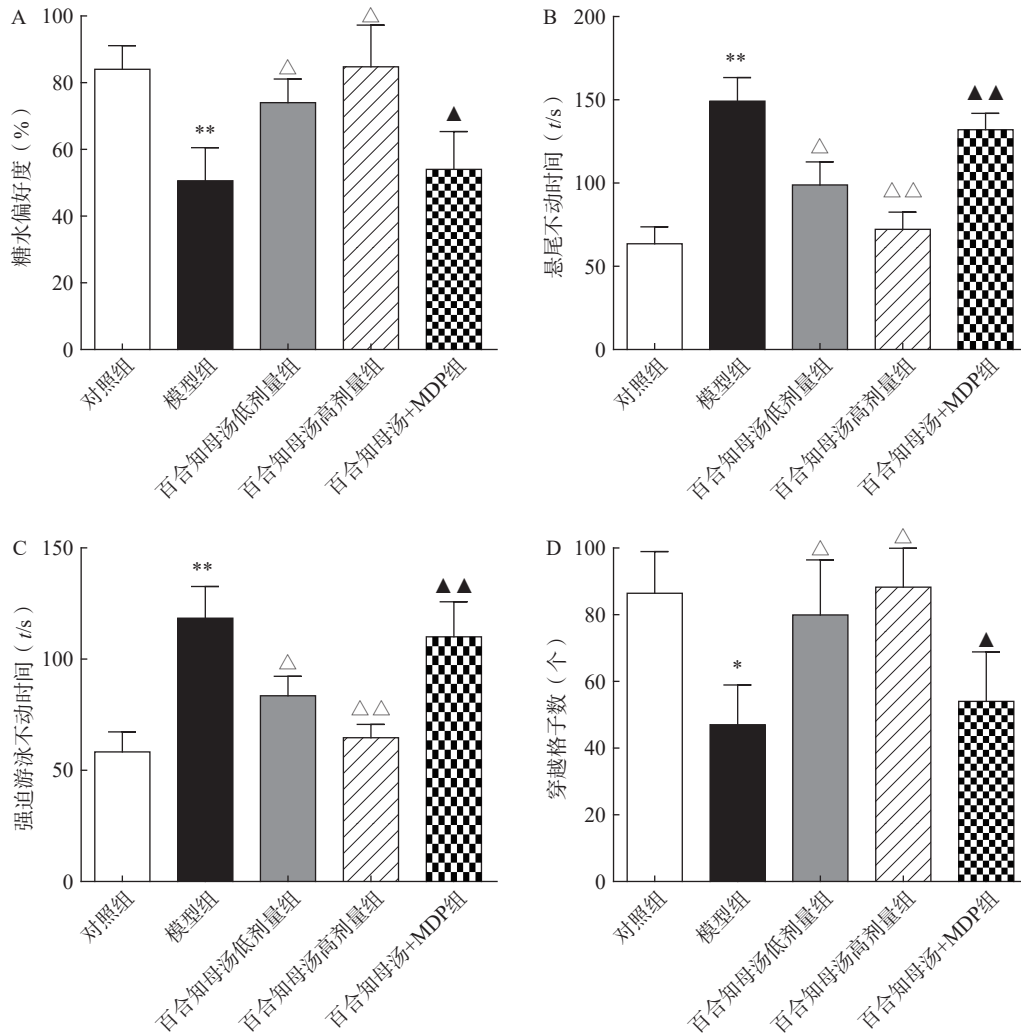 A
糖水偏好度（%）
100
80
60
40
20
0
**
△
△
▲
对照组
模型组
百合知母汤低剂量组
百合知母汤高剂量组
百合知母汤+MDP组
B
悬尾不动时间（t/s）
200
150
100
50
0
**
△
△△
▲▲
对照组
模型组
百合知母汤低剂量组
百合知母汤高剂量组
百合知母汤+MDP组
C
强迫游泳不动时间（t/s）
150
100
50
0
**
△
△△
▲▲
对照组
模型组
百合知母汤低剂量组
百合知母汤高剂量组
百合知母汤+MDP组
D
穿越格子数（个）
100
80
60
40
20
0
*
△
△
▲
对照组
模型组
百合知母汤低剂量组
百合知母汤高剂量组
百合知母汤+MDP组